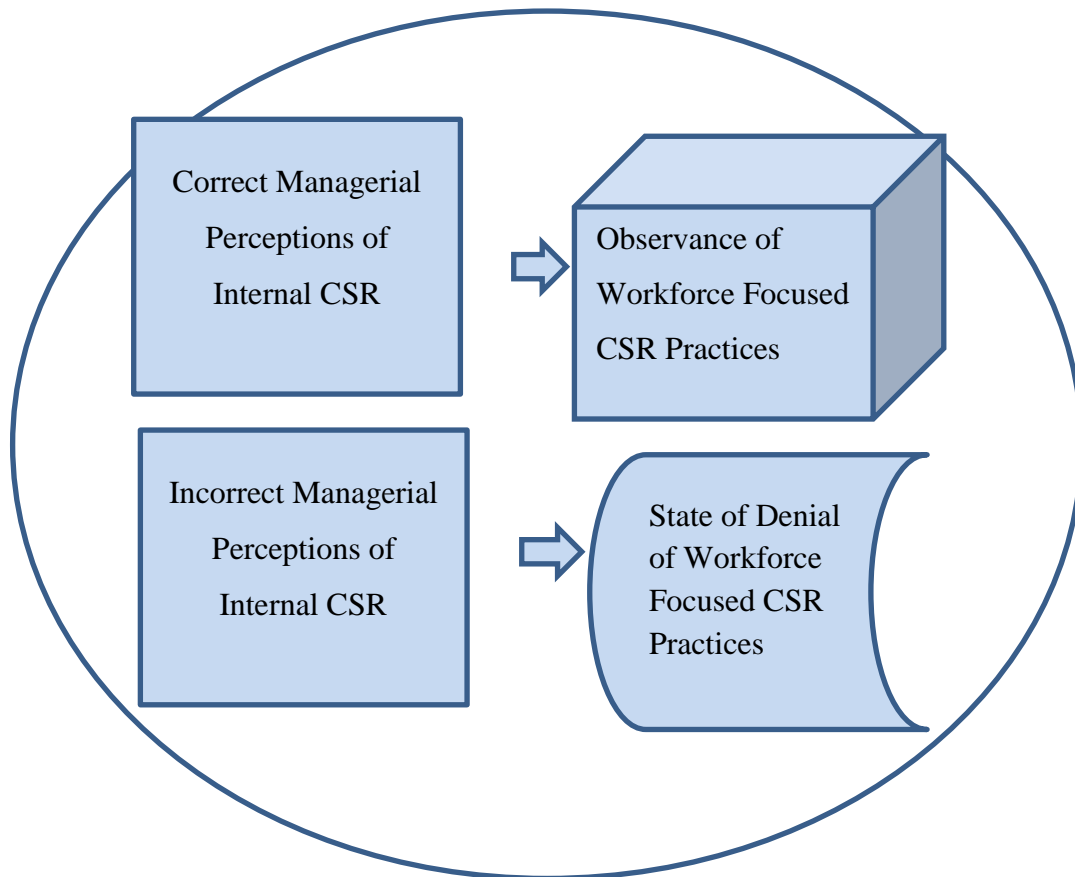 Correct Managerial
Perceptions of
Internal CSR
Observance of
Workforce Focused
CSR Practices
Incorrect Managerial
Perceptions of
Internal CSR
State of Denial
of Workforce
Focused CSR
Practices